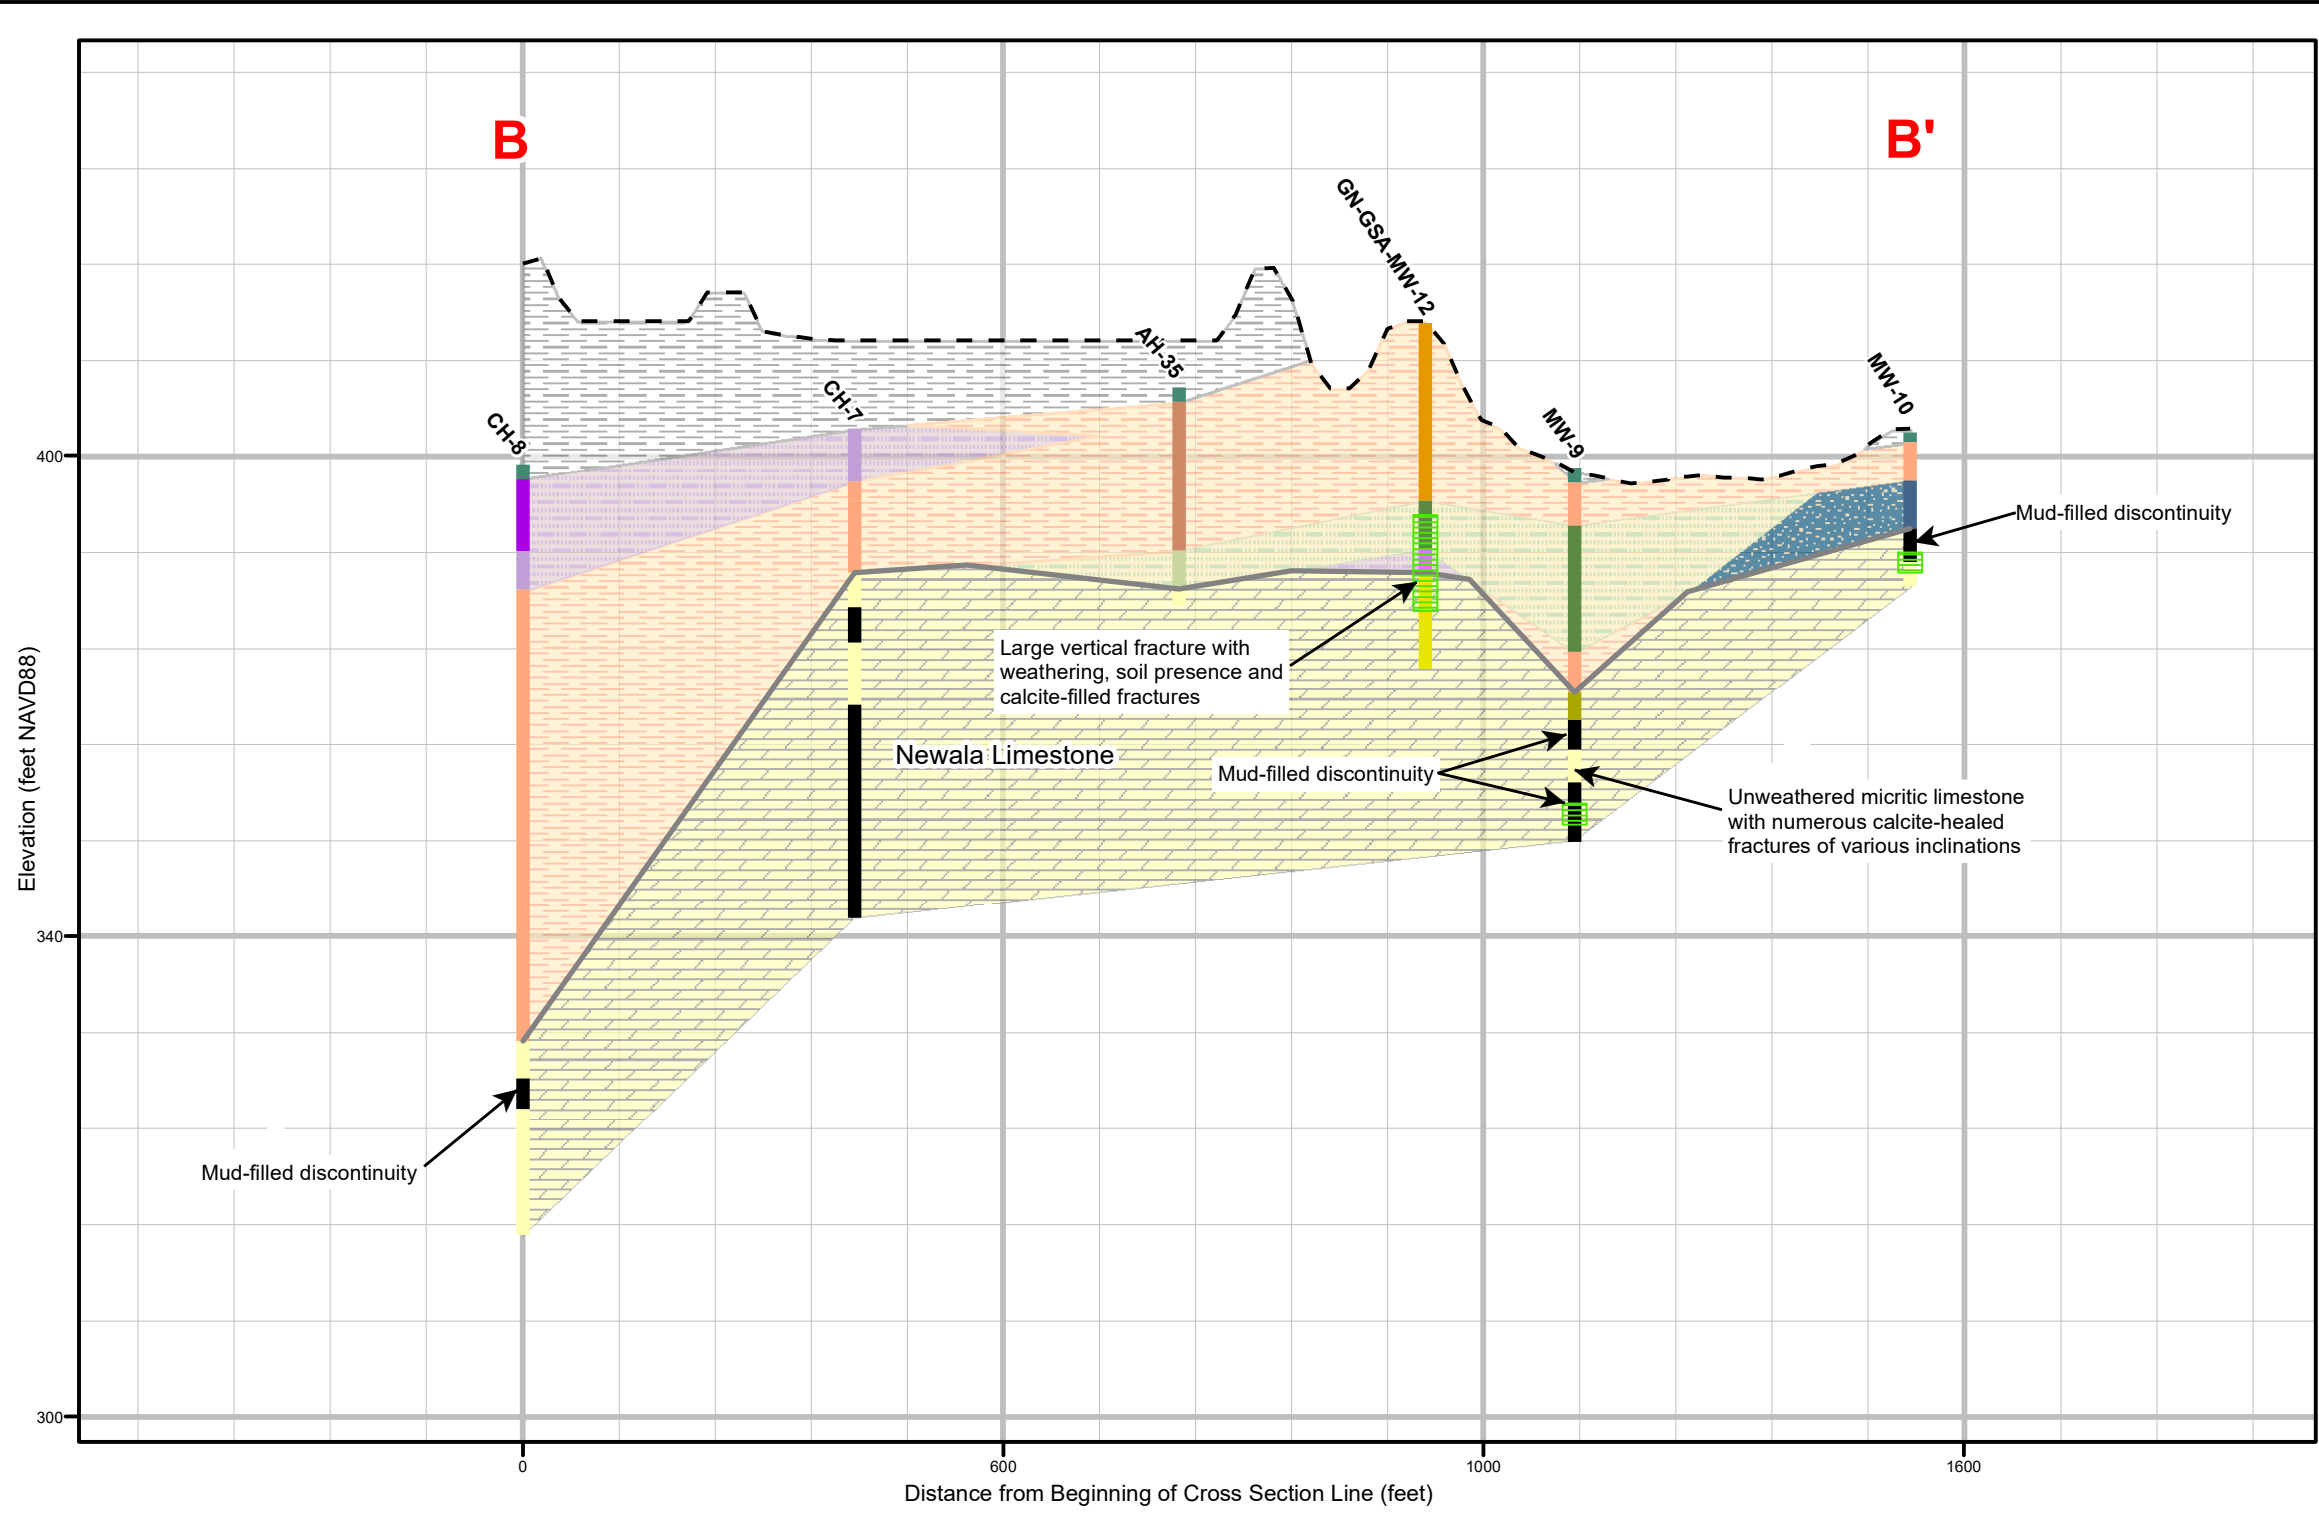 B
B'
GN-GSA-MW-12
AH-35
MW-10
CH-7
MW-9
CH-8
400
Mud-filled discontinuity
Large vertical fracture with
weathering, soil presence and
calcite-filled fractures
Newala Limestone
Mud-filled discontinuity
Unweathered micritic limestone
with numerous calcite-healed
fractures of various inclinations
Elevation (feet NAVD88)
340
Mud-filled discontinuity
300
0
600
1000
1600
Distance from Beginning of Cross Section Line (feet)